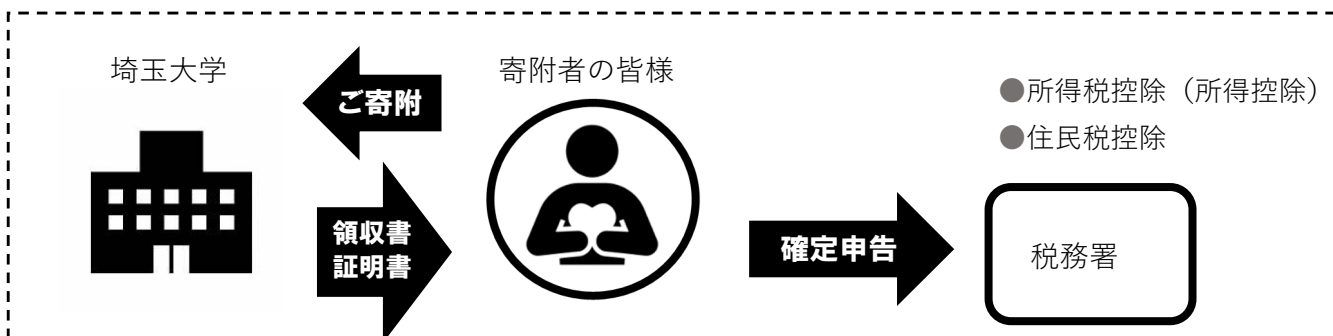 埼玉大学
ご寄附
寄附者の皆様
領収書
証明書
確定申告
●所得税控除（所得控除）
●住民税控除
税務署